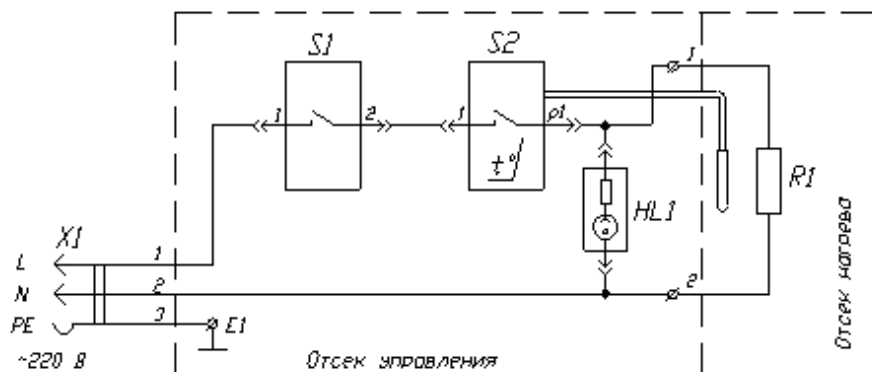 S1
S2
1
1
2
1
ρ1
t°
HL1
R1
X1
L
1
N
2
2
PE
3
E1
~220 В
Отсек управления
Отсек нагрева